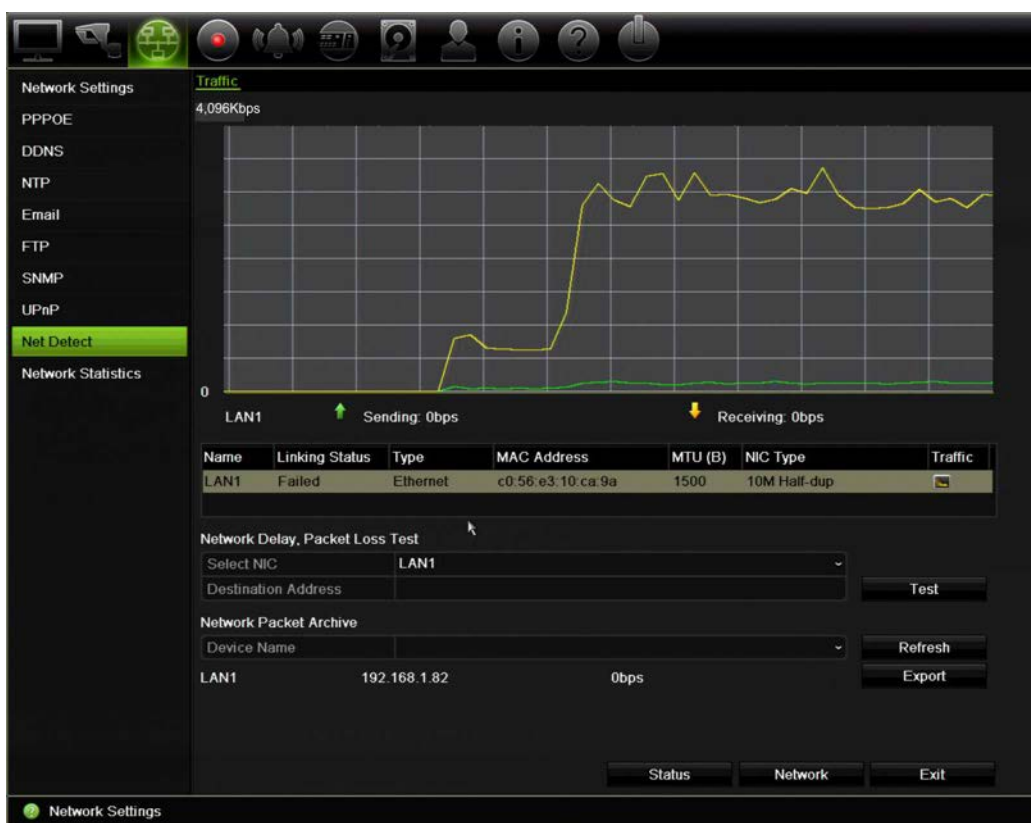 Network Settings
PPPOE
DDNS
NTP
Email
FTP
SNMP
UPnP
Net Detect
Network Statistics
Traffic
4,096Kbps
0
LAN1 Sending: 0bps Receiving: 0bps
Name Linking Status Type MAC Address MTU (B) NIC Type Traffic
LAN1 Failed Ethernet c0:56:e3:10:ca:9a 1500 10M Half-dup
Network Delay, Packet Loss Test
Select NIC LAN1
Destination Address Test
Network Packet Archive
Device Name Refresh
LAN1 192.168.1.82 0bps Export
Status Network Exit
Network Settings